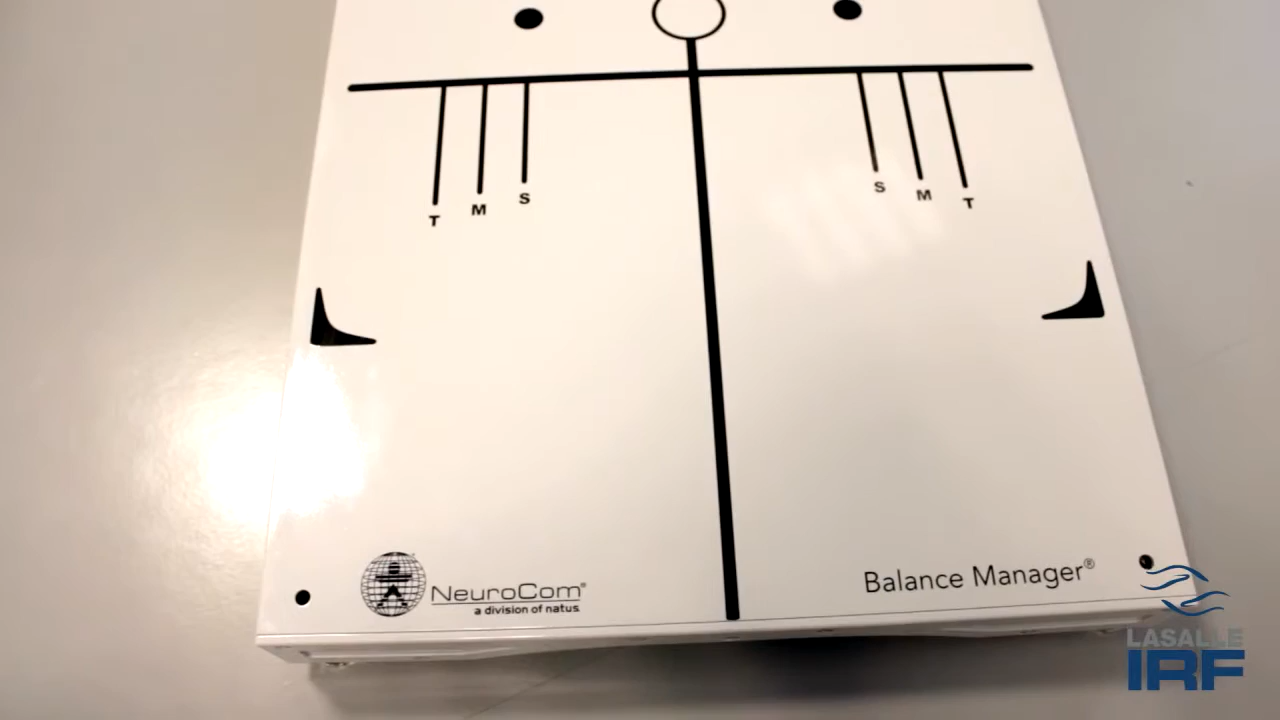 T M S
S M T
NeuroCom®
a division of natus
Balance Manager®
LASALLE
IRF